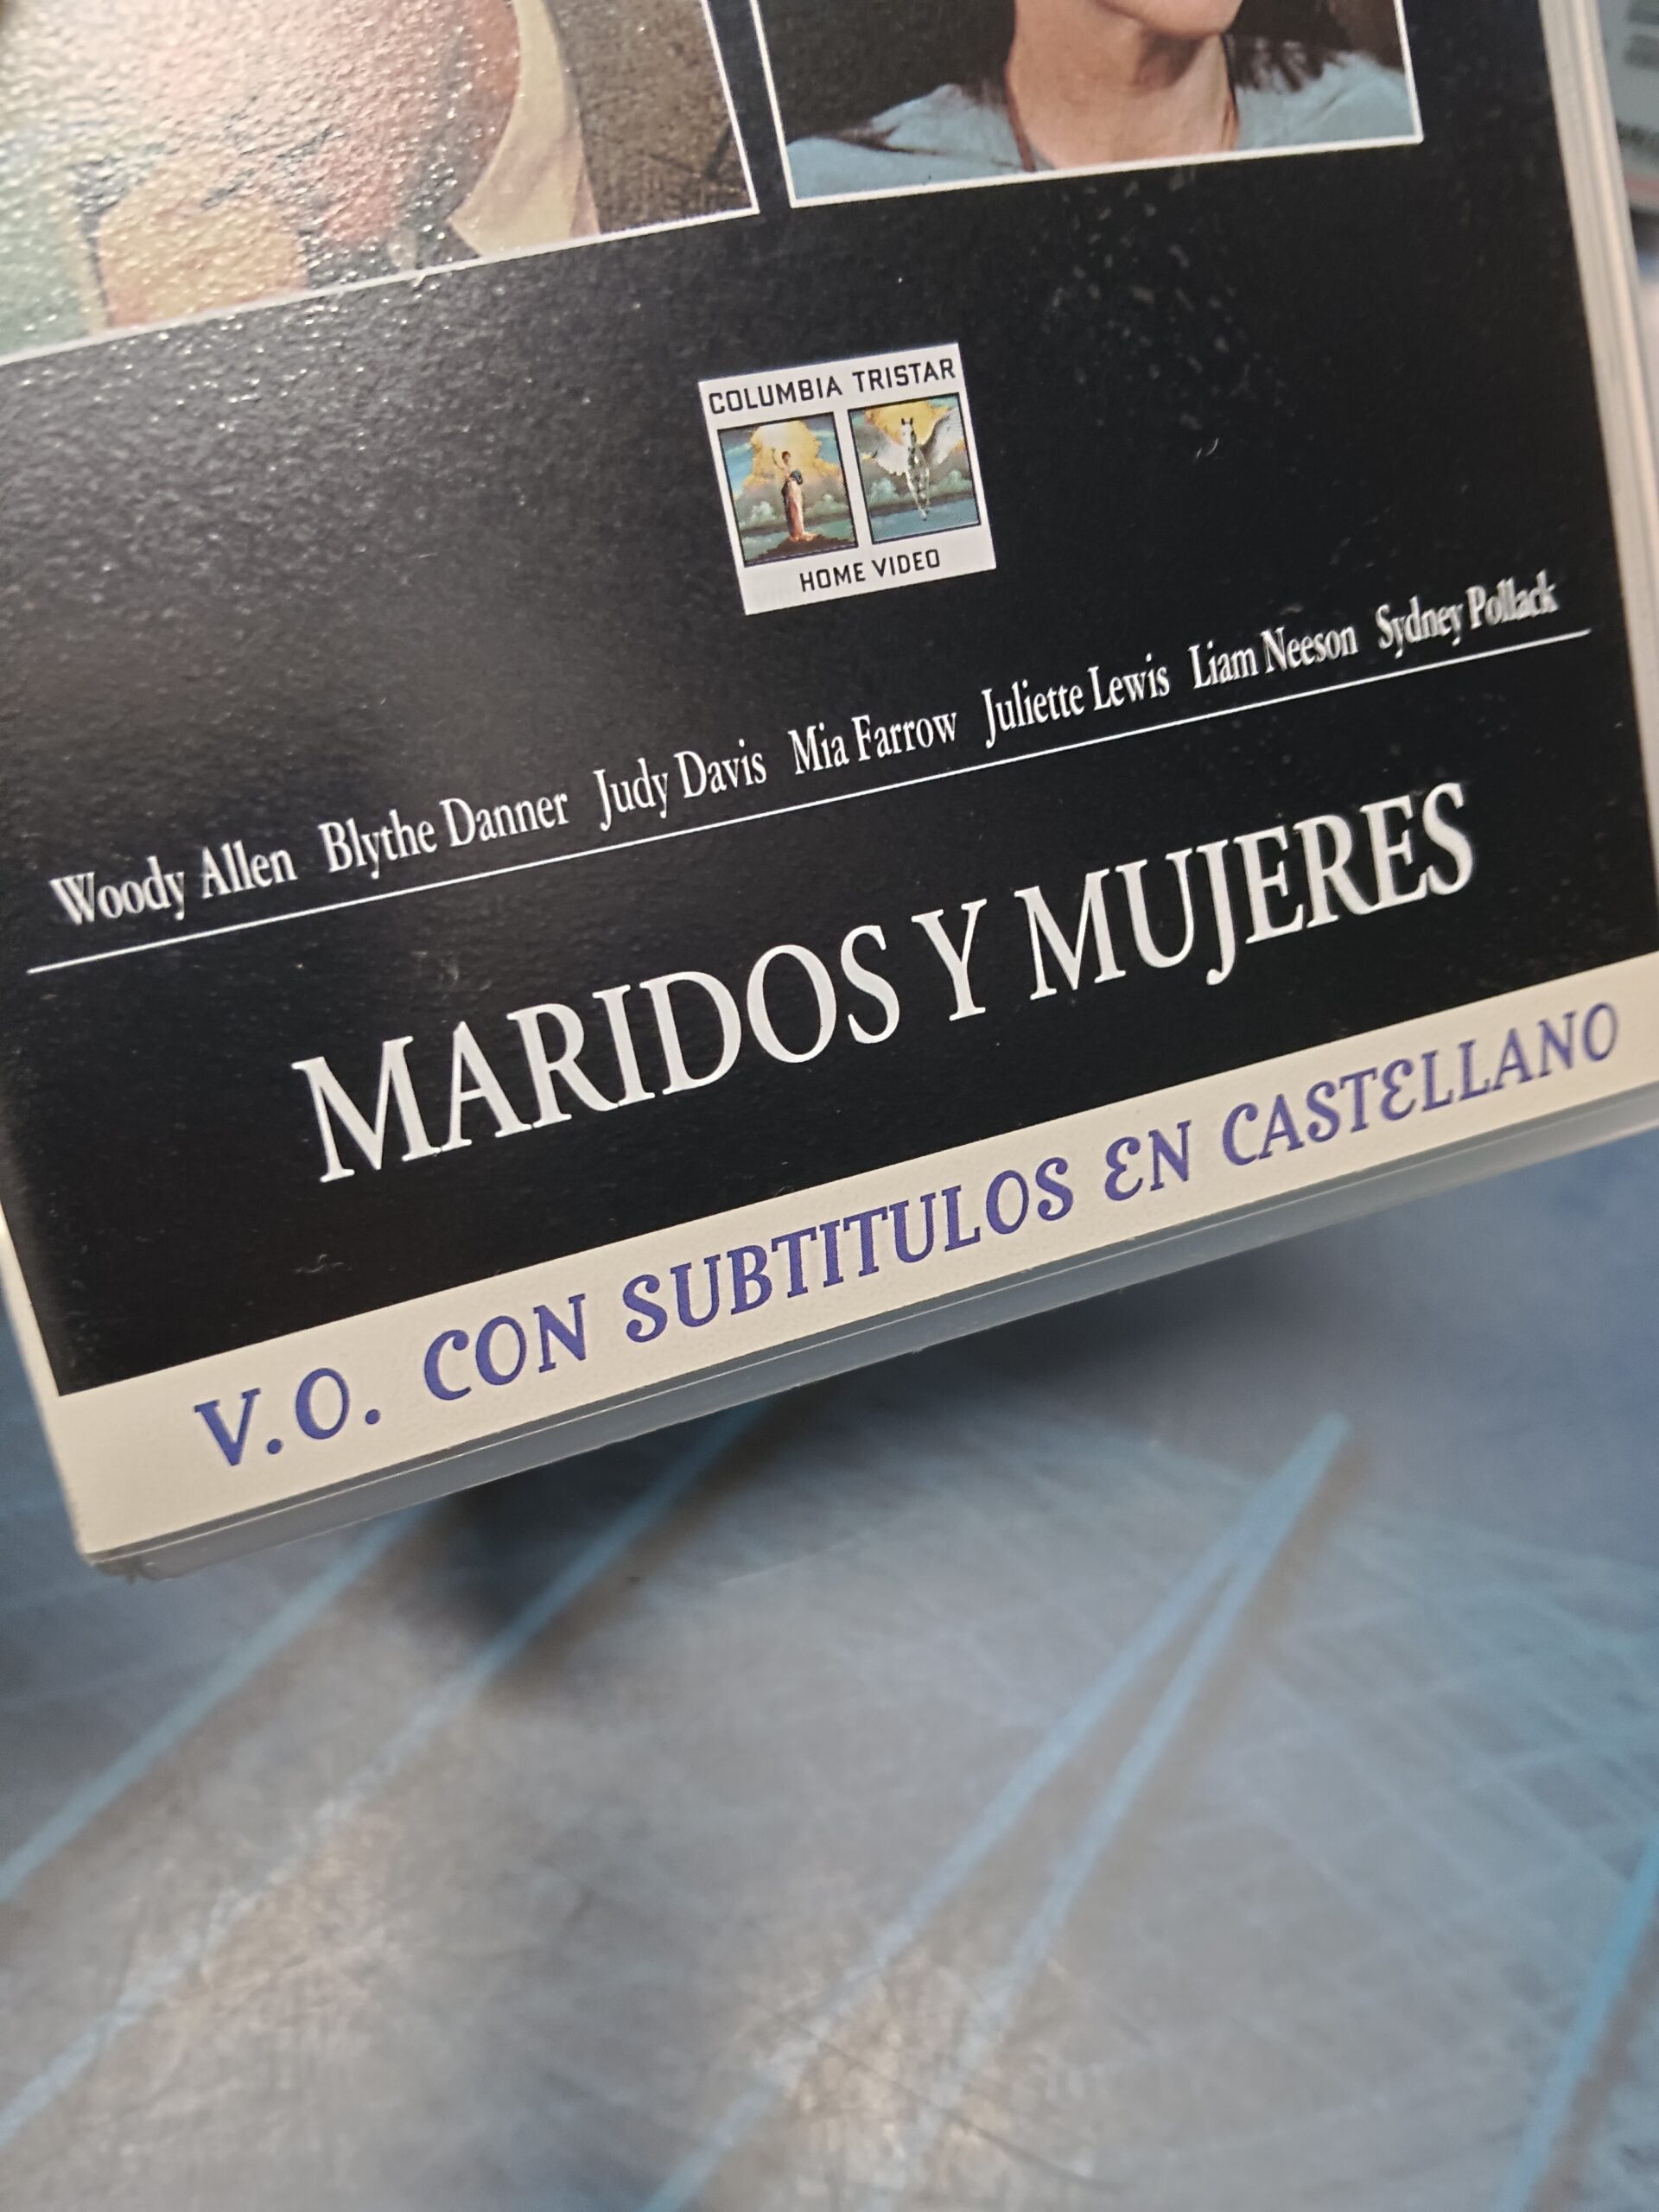 COLUMBIA TRISTAR
HOME VIDEO
Woody Allen Blythe Danner Judy Davis Mia Farrow Juliette Lewis Liam Neeson Sydney Pollack
MARIDOS Y MUJERES
V.O. CON SUBTITULOS EN CASTELLANO